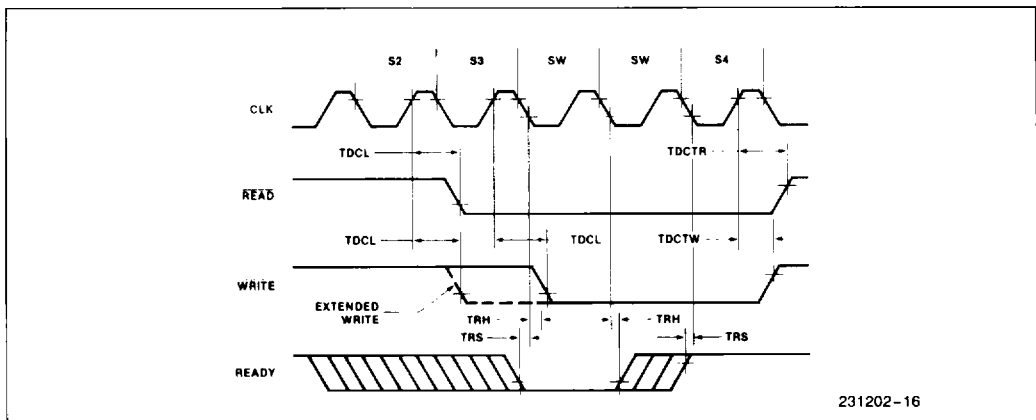 S2 S3 SW SW S4
CLK
TDCL TDCTR
READ
TDCL TDCL TDCTW
WRITE
EXTENDED
WRITE
TRH TRH
TRS TRS
READY
231202-16